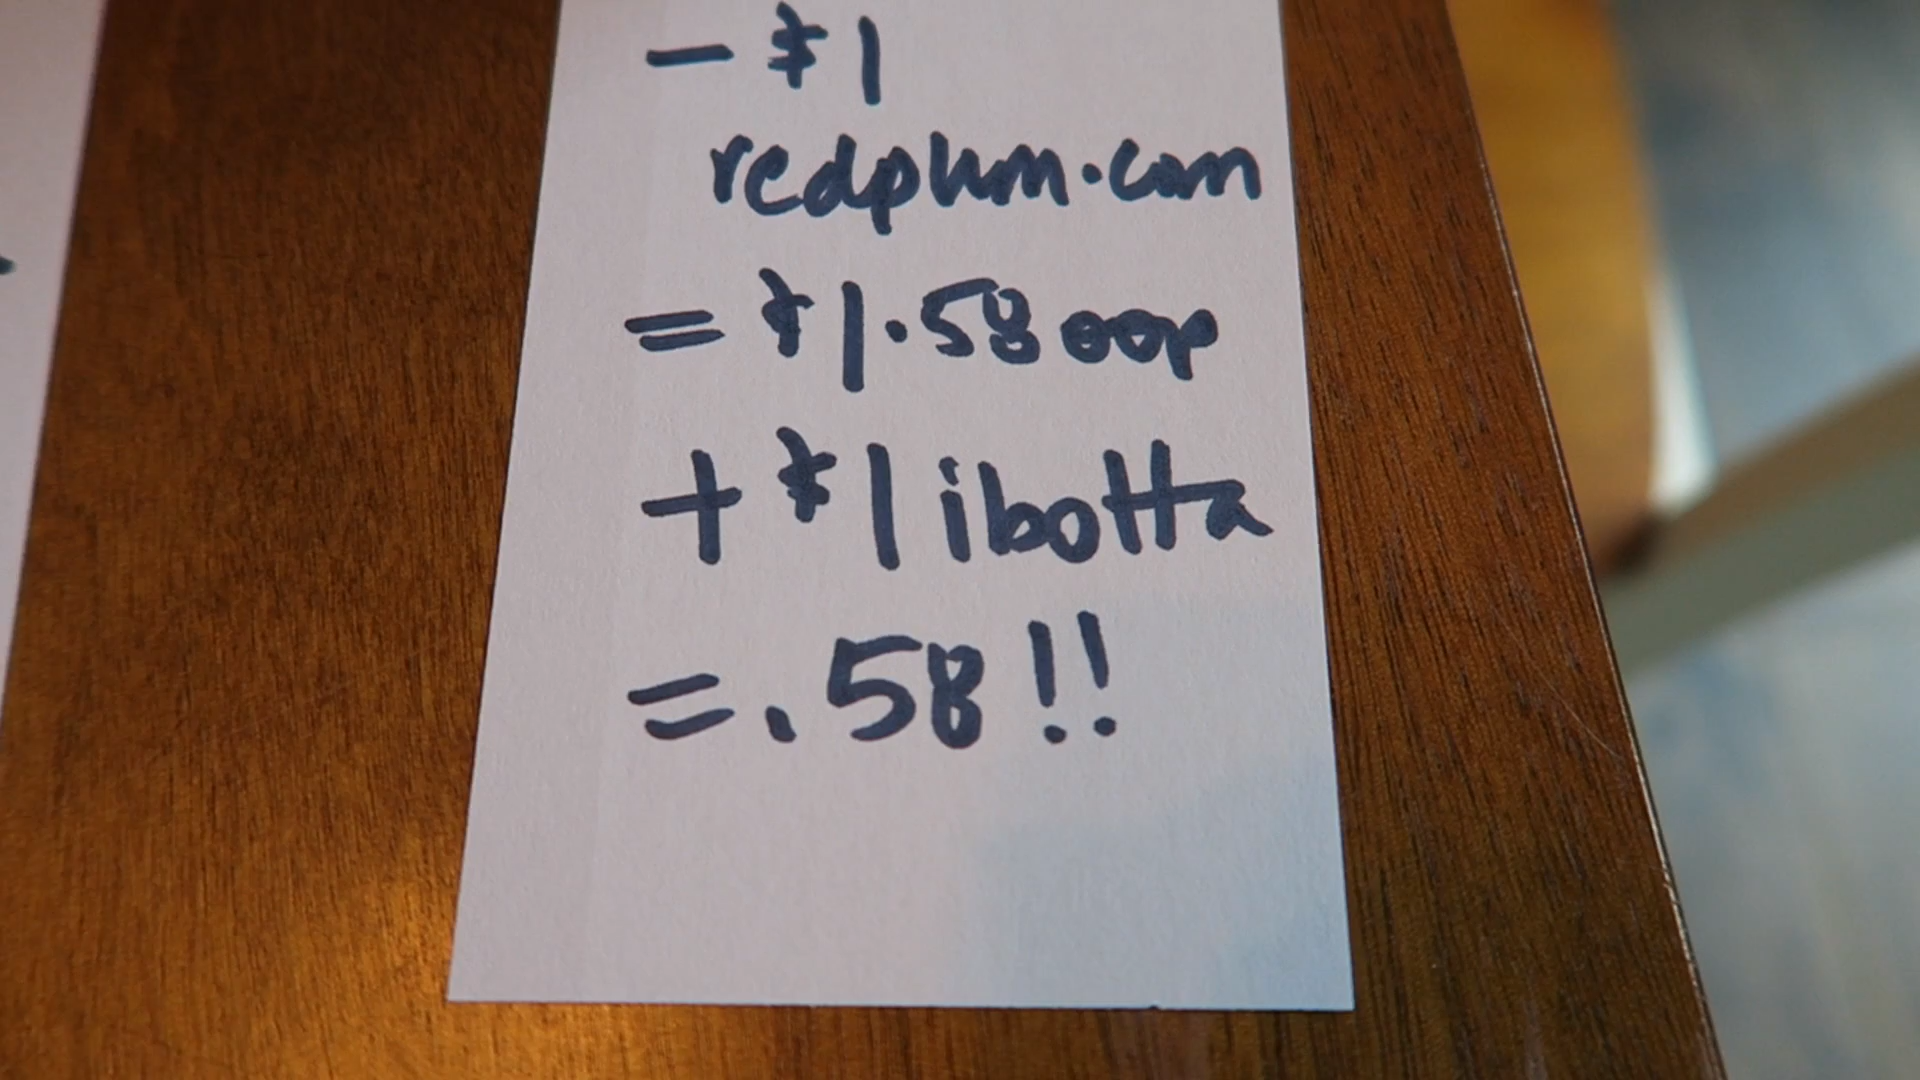 - $1
redplum.com
= $1.58 oop
+ $1 ibotta
= .58!!